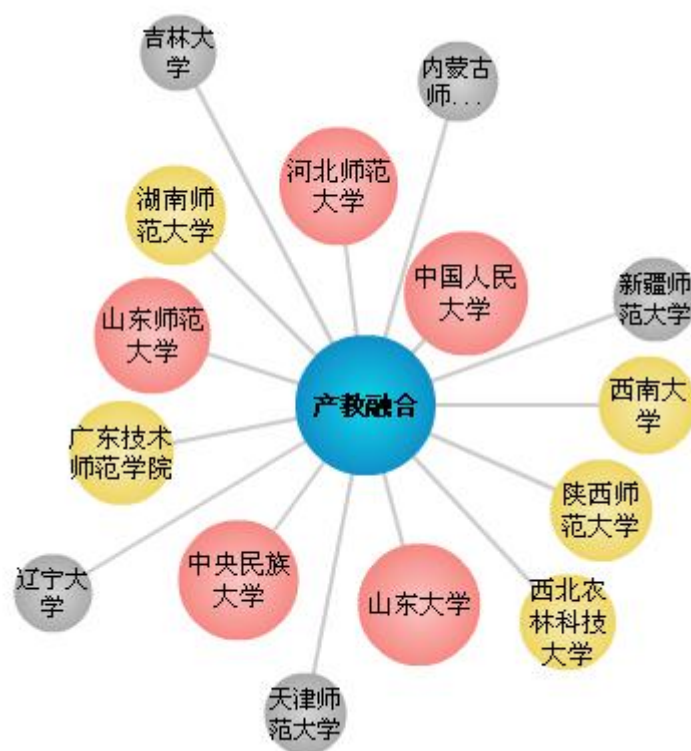 吉林大
学
内蒙古
师...
河北师范
大学
湖南师
范大学
中国人民
大学
新疆师
范大学
山东师范
大学
产教融合
西南大
学
广东技术
师范学院
陕西师
范大学
辽宁大
学
中央民族
大学
山东大学
西北农
林科技
大学
天津师
范大学